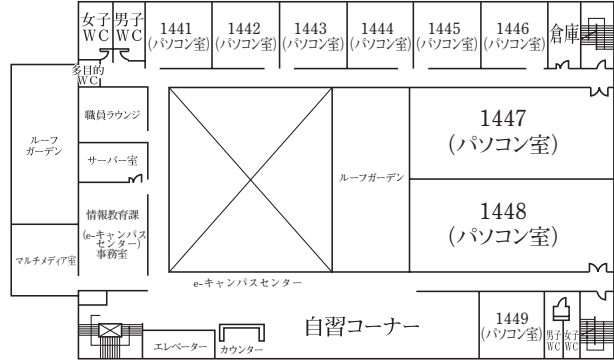 女子
WC
男子
WC
1441
(パソコン室)
1442
(パソコン室)
1443
(パソコン室)
1444
(パソコン室)
1445
(パソコン室)
1446
(パソコン室)
倉庫
多目的
WC
ルーフ
ガーデン
職員ラウンジ
サーバー室
情報教育課
(e-キャンパス
センター)
事務室
マルチメディア室
ルーフガーデン
1447
(パソコン室)
1448
(パソコン室)
e-キャンパスセンター
自習コーナー
1449
(パソコン室)
男子
WC
女子
WC
エレベーター
カウンター